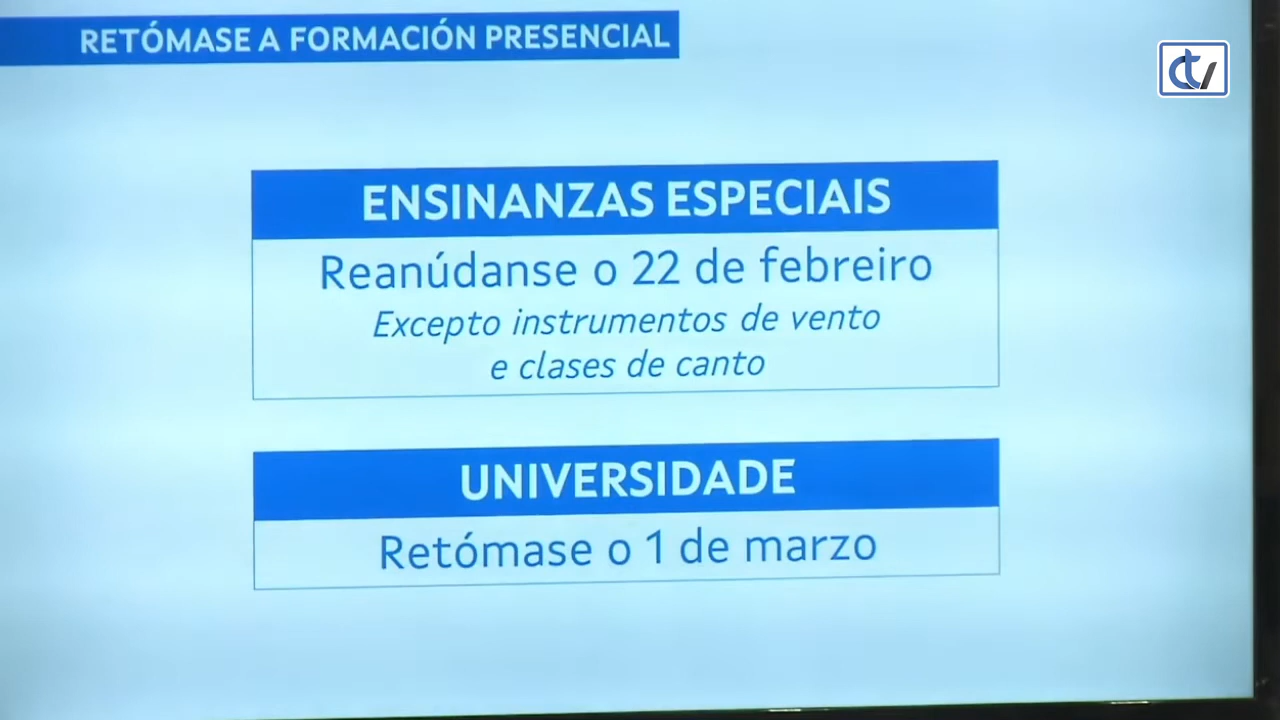 RETÓMASE A FORMACIÓN PRESENCIAL
ENSINANZAS ESPECIAIS
Reanúdanse o 22 de febreiro
Excepto instrumentos de vento
e clases de canto
UNIVERSIDADE
Retómase o 1 de marzo